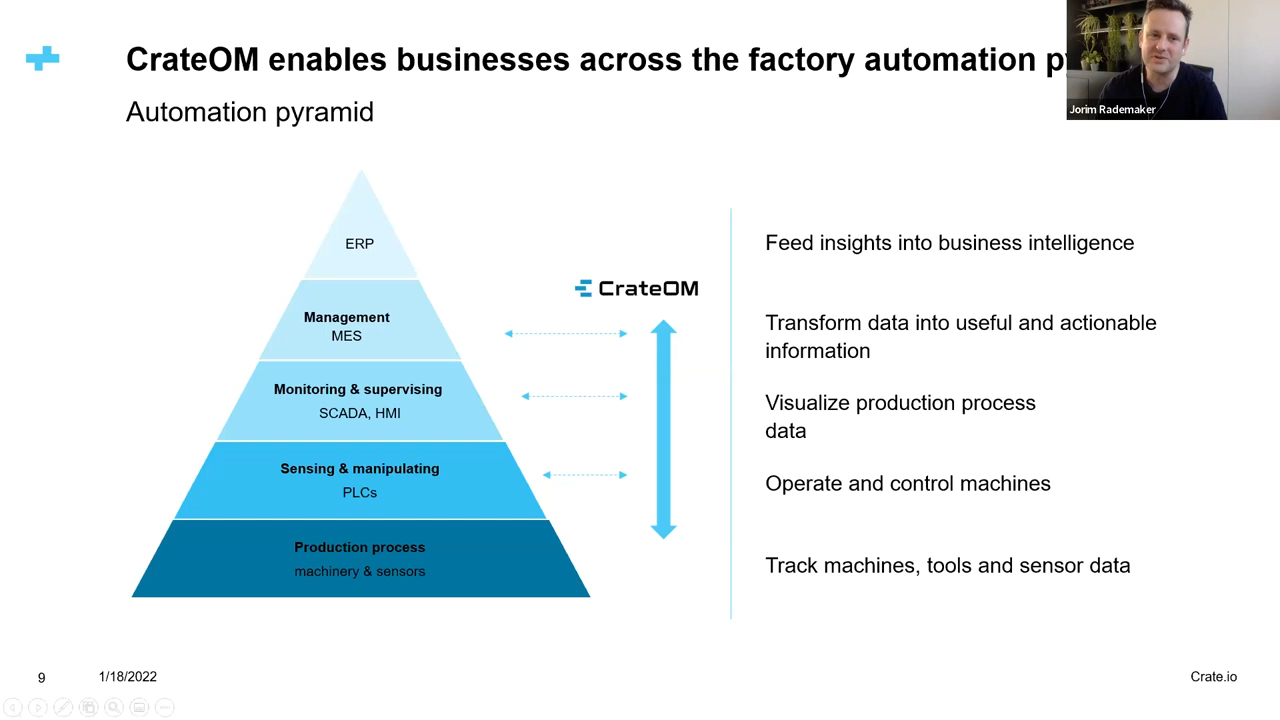 CrateOM enables businesses across the factory automation
Automation pyramid
Jorim Rademaker
ERP
Management
MES
Monitoring & supervising
SCADA, HMI
Sensing & manipulating
PLCs
Production process
machinery & sensors
CrateOM
Feed insights into business intelligence
Transform data into useful and actionable
information
Visualize production process
data
Operate and control machines
Track machines, tools and sensor data
9
1/18/2022
Crate.io